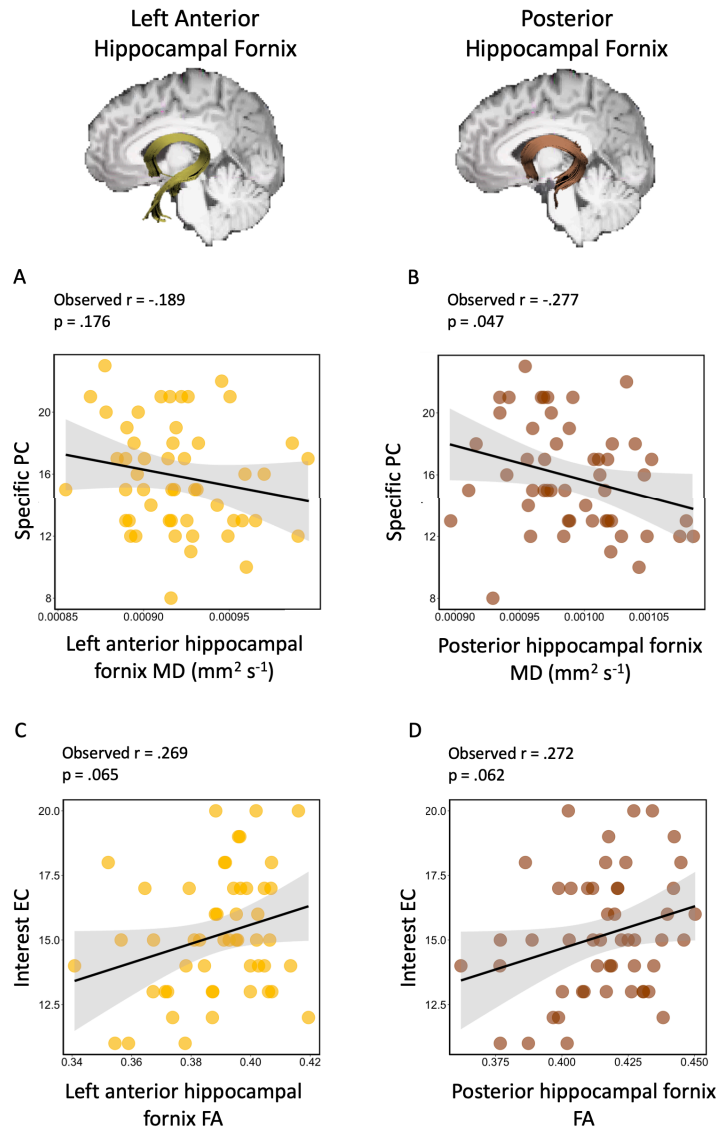 Left Anterior
Hippocampal Fornix
Posterior
Hippocampal Fornix
A
Observed r = -.189
p = .176
Specific PC
20
16
12
8
0.00085
0.00090
0.00095
Left anterior hippocampal
fornix MD (mm² s⁻¹)
B
Observed r = -.277
p = .047
Specific PC
20
16
12
8
0.00090
0.00095
0.00100
0.00105
Posterior hippocampal fornix
MD (mm² s⁻¹)
C
Observed r = .269
p = .065
Interest EC
20.0
17.5
15.0
12.5
0.34
0.36
0.38
0.40
0.42
Left anterior hippocampal
fornix FA
D
Observed r = .272
p = .062
Interest EC
20.0
17.5
15.0
12.5
0.375
0.400
0.425
0.450
Posterior hippocampal fornix
FA